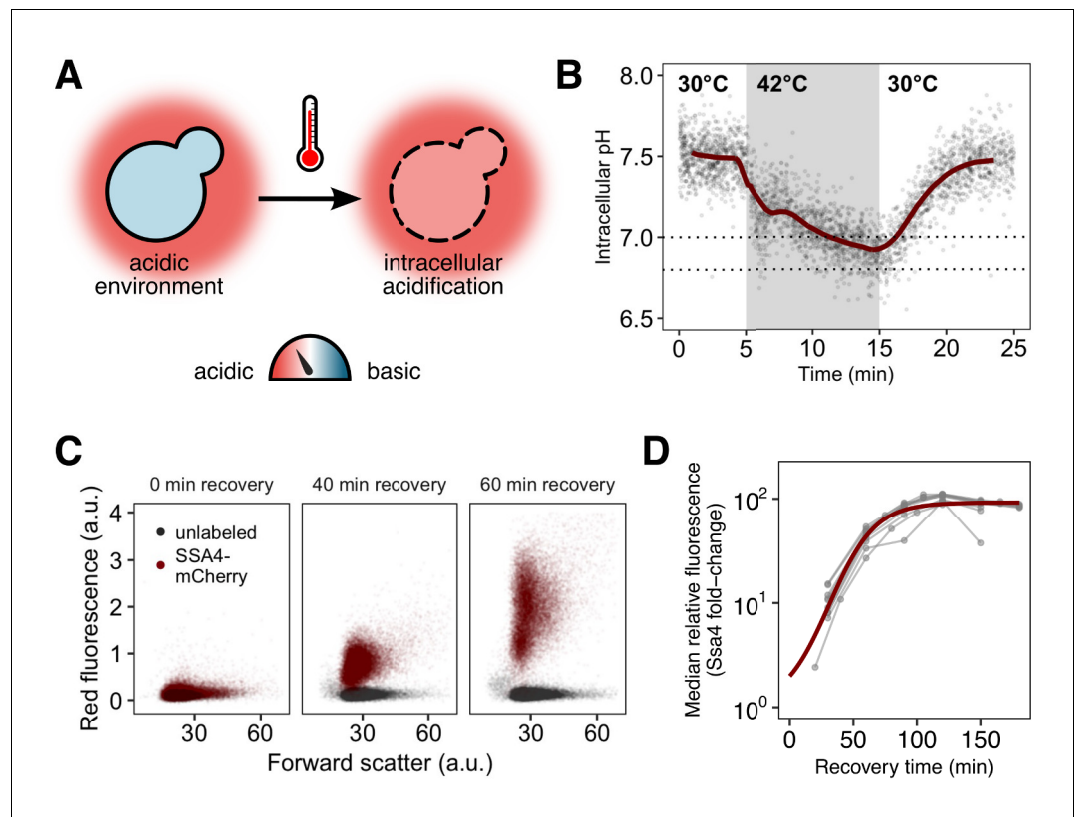 A
acidic
environment
intracellular
acidification
acidic
basic
B
Intracellular pH
8.0
7.5
7.0
6.5
30°C
42°C
30°C
0
5
10
15
20
25
Time (min)
C
Red fluorescence (a.u.)
0 min recovery
40 min recovery
60 min recovery
4
3
2
1
0
unlabeled
SSA4-
mCherry
30
60
30
60
30
60
Forward scatter (a.u.)
D
Median relative fluorescence
(Ssa4 fold−change)
10²
10¹
10⁰
0
50
100
150
Recovery time (min)